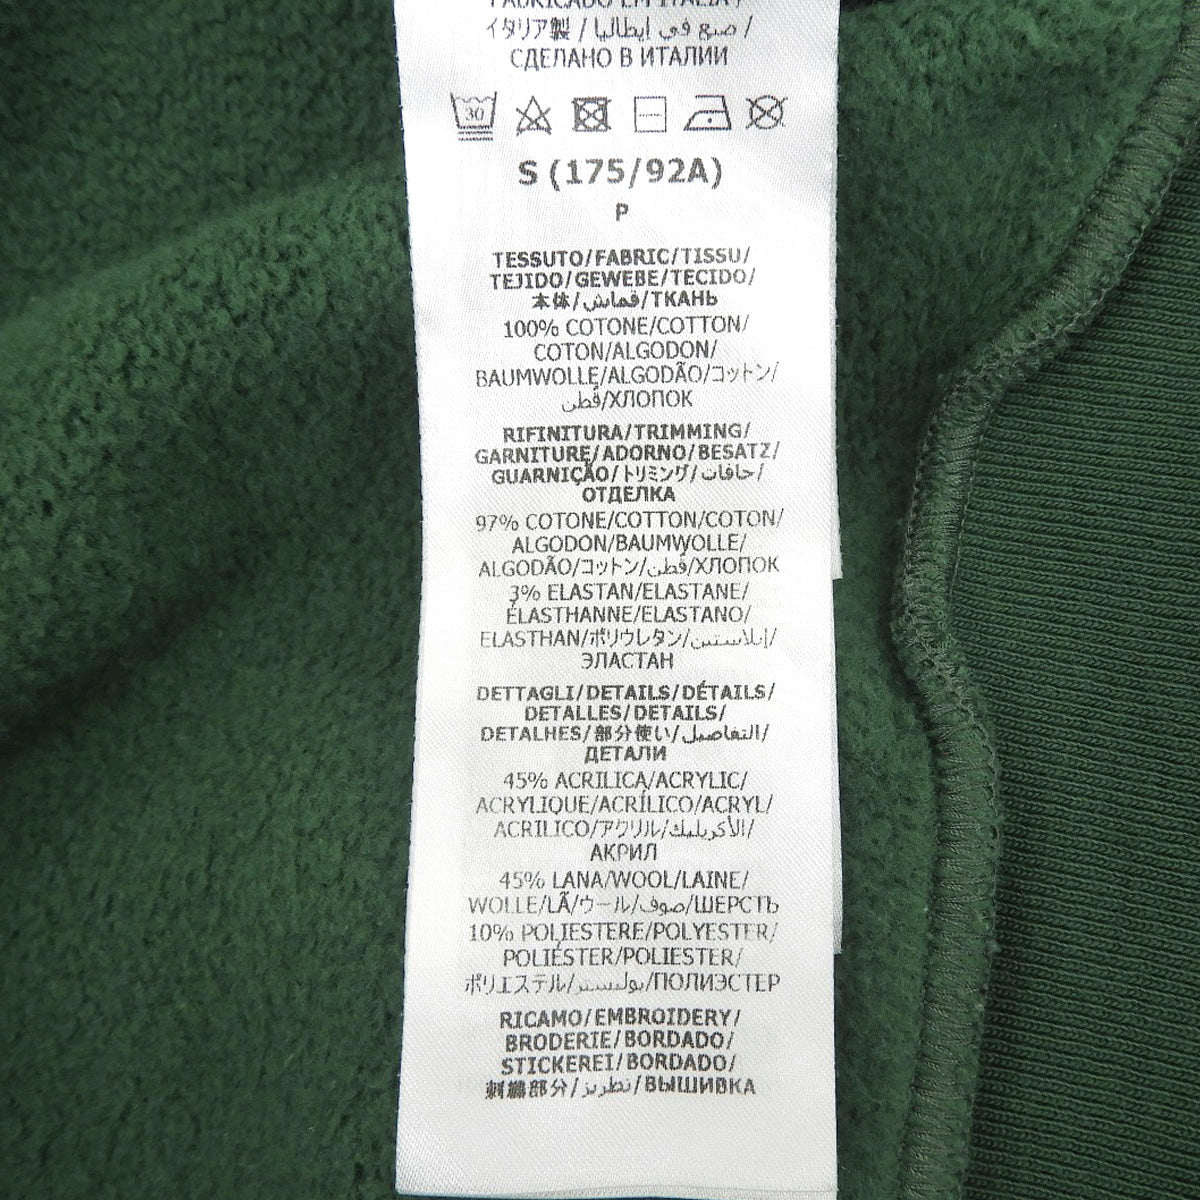 FABRICADO EM ITALIA /
イタリア製 / صنع في ايطاليا /
СДЕЛАНО В ИТАЛИИ
30
S (175/92A)
P
TESSUTO/FABRIC/TISSU/
TEJIDO/GEWEBE/TECIDO/
本体/قماش/ТКАНЬ
100% COTONE/COTTON/
COTON/ALGODON/
BAUMWOLLE/ALGODÃO/コットン/
قطن/ХЛОПОК
RIFINITURA/TRIMMING/
GARNITURE/ADORNO/BESATZ/
GUARNIÇÃO/トリミング/حافات/
ОТДЕЛКА
97% COTONE/COTTON/COTON/
ALGODON/BAUMWOLLE/
ALGODÃO/コットン/قطن/ХЛОПОК
3% ELASTAN/ELASTANE/
ÉLASTHANNE/ELASTANO/
ELASTHAN/ポリウレタン/إيلاستين/
ЭЛАСТАН
DETTAGLI/DETAILS/DÉTAILS/
DETALLES/DETAILS/
DETALHES/部分使い/التفاصيل/
ДЕТАЛИ
45% ACRILICA/ACRYLIC/
ACRYLIQUE/ACRÍLICO/ACRYL/
ACRILICO/アクリル/الأكريليك/
АКРИЛ
45% LANA/WOOL/LAINE/
WOLLE/LÃ/ウール/صوف/ШЕРСТЬ
10% POLIESTERE/POLYESTER/
POLIÉSTER/POLIESTER/
ポリエステル/بوليستر/ПОЛИЭСТЕР
RICAMO/EMBROIDERY/
BRODERIE/BORDADO/
STICKEREI/BORDADO/
刺繍部分/تطريز/ВЫШИВКА